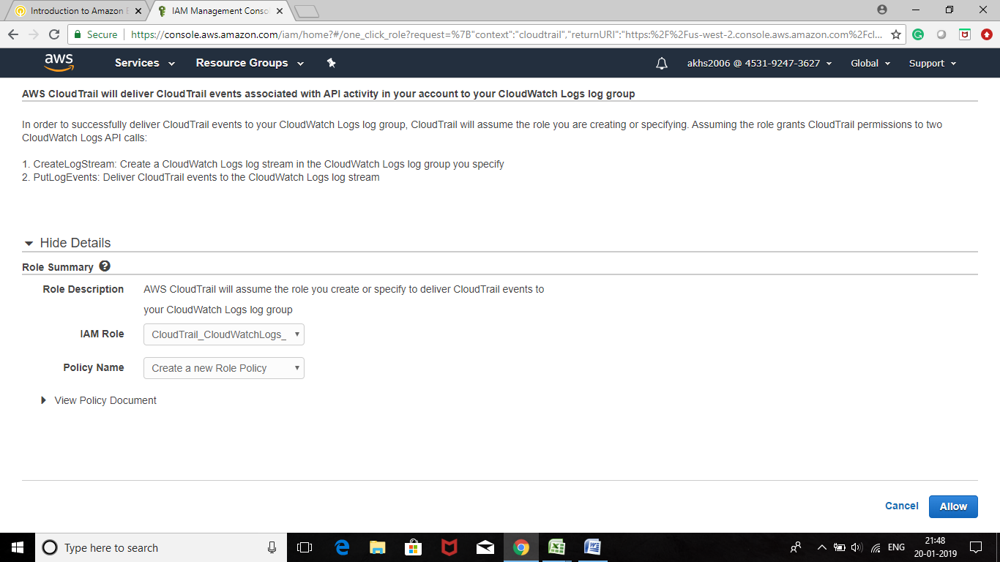 Introduction to Amazon E
IAM Management Conso
Secure
https://console.aws.amazon.com/iam/home?#/one_click_role?request=%7B"context":"cloudtrail","returnURI":"https:%2F%2Fus-west-2.console.aws.amazon.com%2Fcl...
aws
Services
Resource Groups
akhs2006 @ 4531-9247-3627
Global
Support
AWS CloudTrail will deliver CloudTrail events associated with API activity in your account to your CloudWatch Logs log group
In order to successfully deliver CloudTrail events to your CloudWatch Logs log group, CloudTrail will assume the role you are creating or specifying. Assuming the role grants CloudTrail permissions to two
CloudWatch Logs API calls:
1. CreateLogStream: Create a CloudWatch Logs log stream in the CloudWatch Logs log group you specify
2. PutLogEvents: Deliver CloudTrail events to the CloudWatch Logs log stream
Hide Details
Role Summary ?
Role Description
AWS CloudTrail will assume the role you create or specify to deliver CloudTrail events to
your CloudWatch Logs log group
IAM Role
CloudTrail_CloudWatchLogs_
Policy Name
Create a new Role Policy
View Policy Document
Cancel
Allow
Type here to search
ENG
21:48
20-01-2019